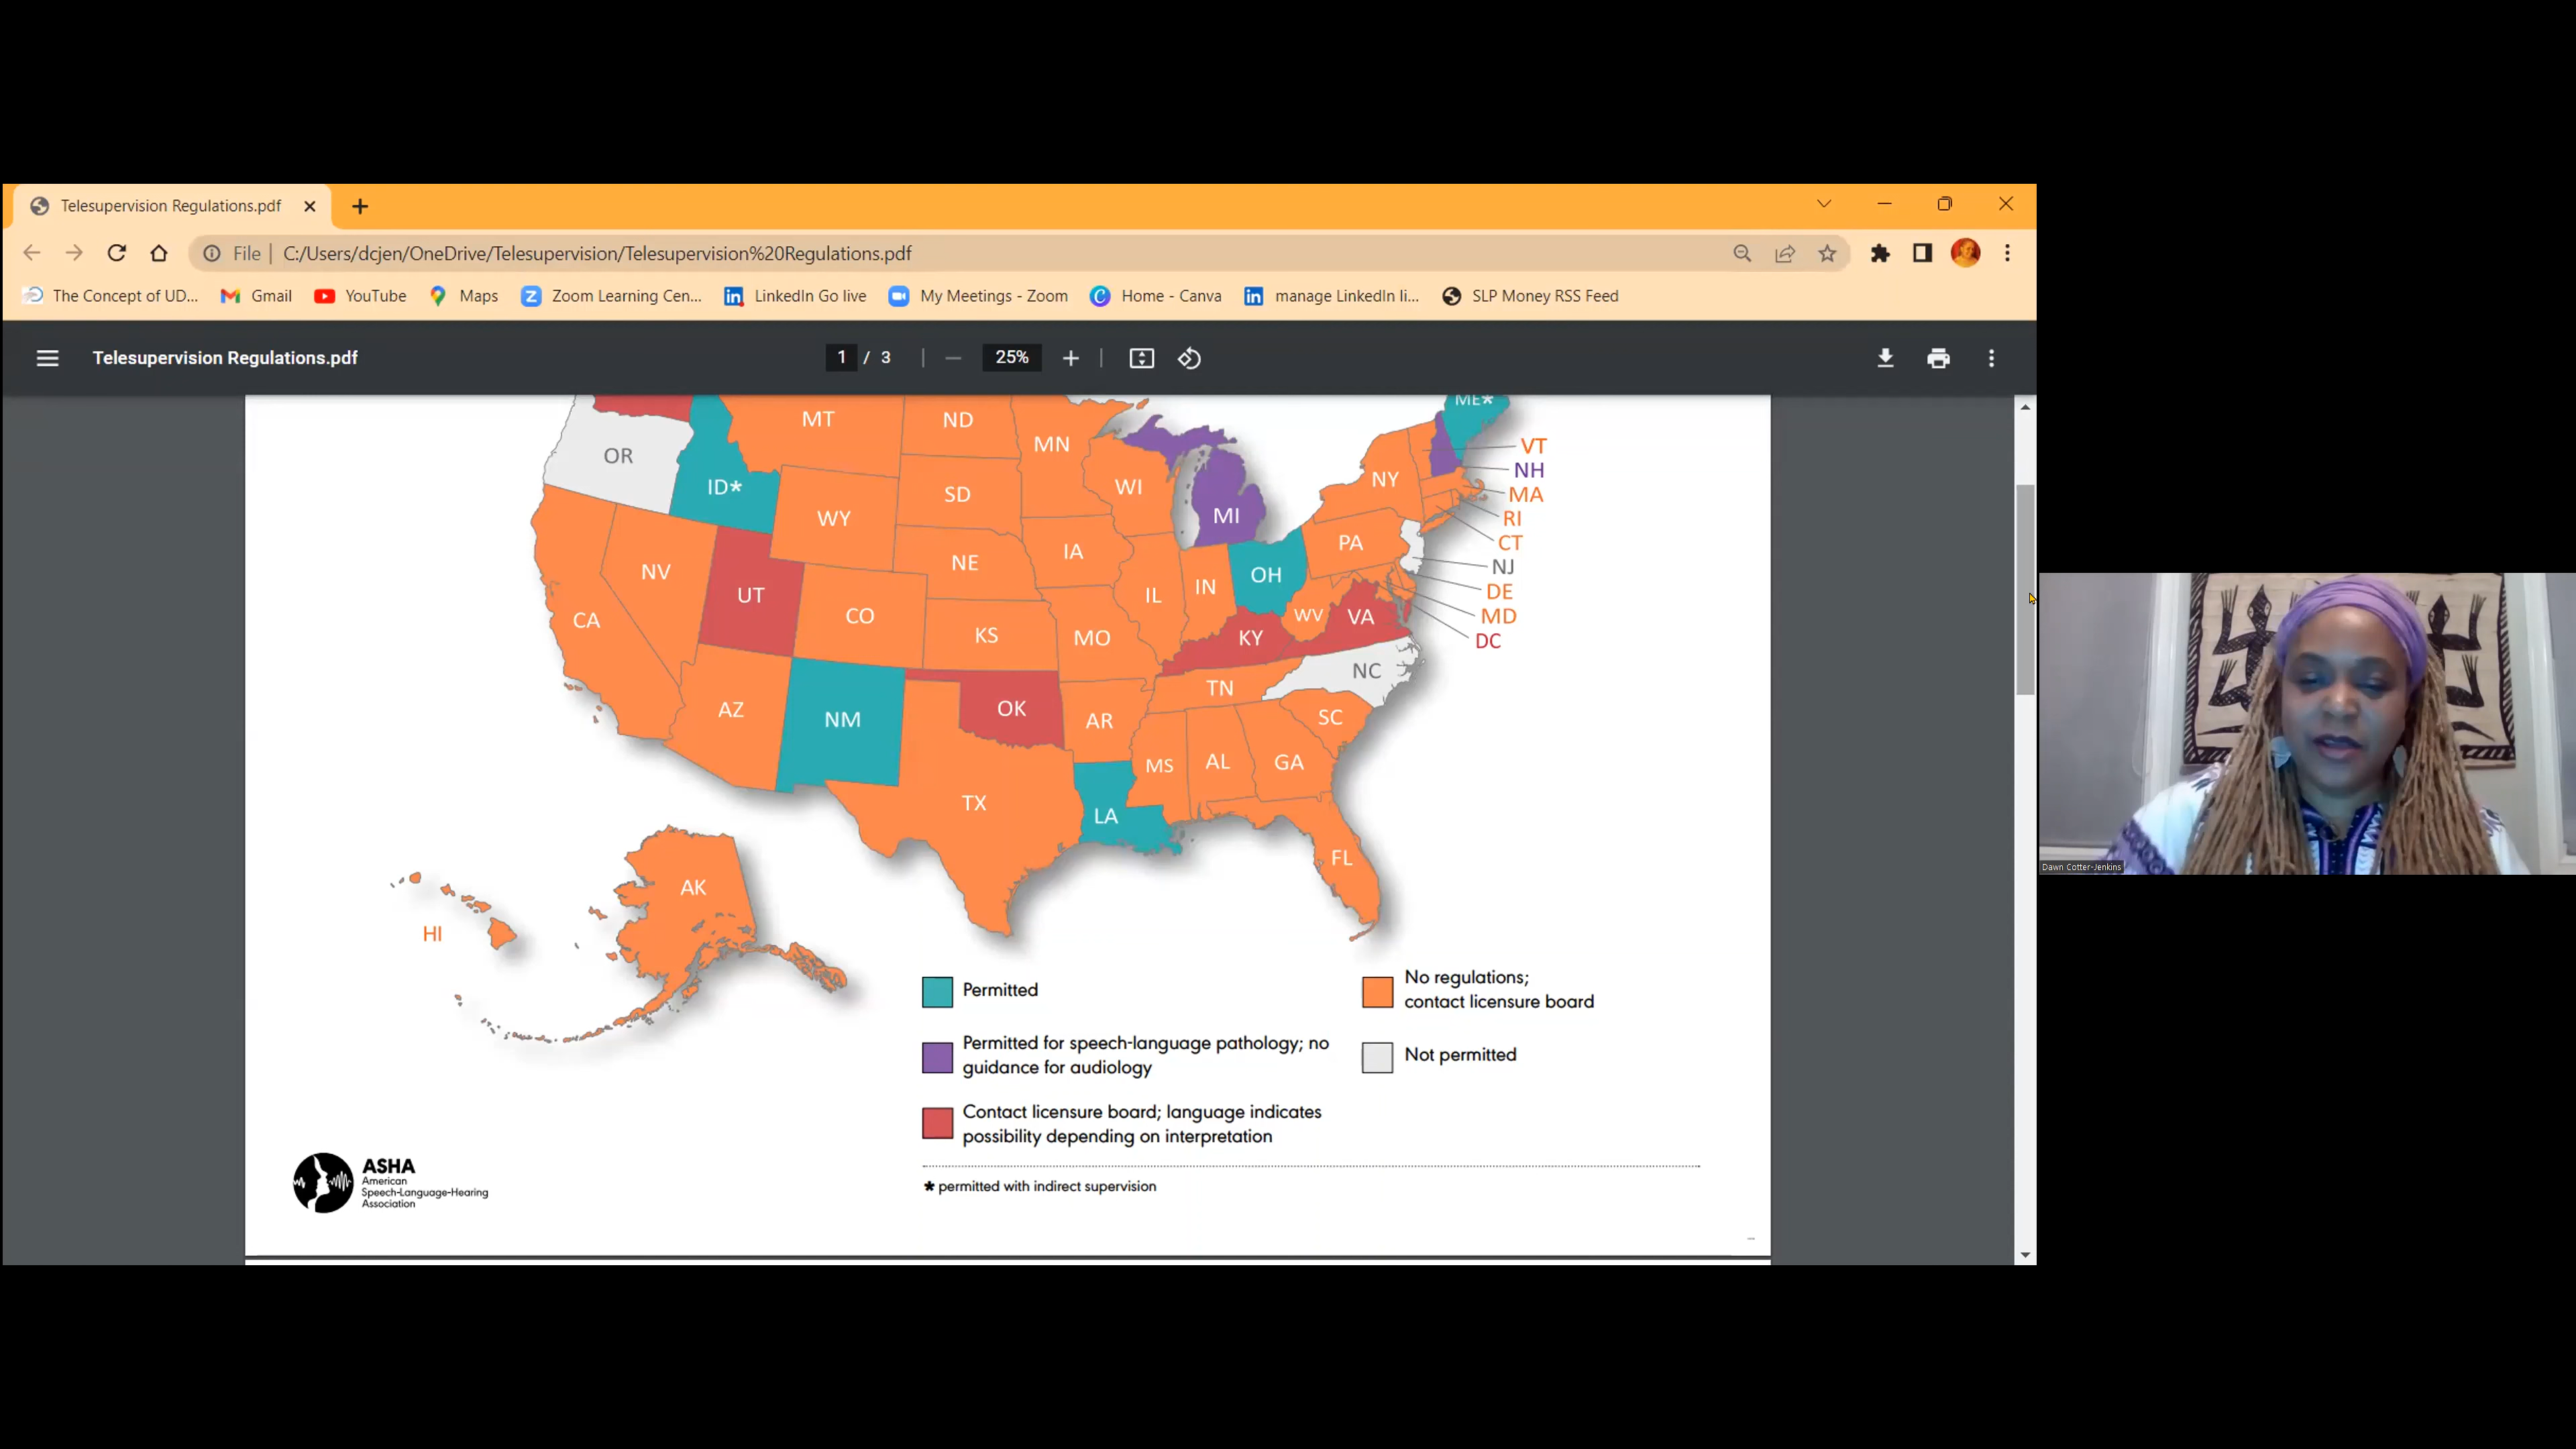 Telesupervision Regulations.pdf
File | C:/Users/dcjen/OneDrive/Telesupervision/Telesupervision%20Regulations.pdf
The Concept of UD... Gmail YouTube Maps Zoom Learning Cen... LinkedIn Go live My Meetings - Zoom Home - Canva manage LinkedIn li... SLP Money RSS Feed
Telesupervision Regulations.pdf 1 / 3 25%
ME*
MT ND
MN
VT
OR
NH
NY
ID* SD WI
MA
WY MI
RI
PA
CT
IA
NE
NJ
NV OH
IN
DE
UT IL
CO WV VA
MD
CA
KS MO KY
DC
NC
TN
AZ NM OK AR SC
MS AL GA
TX LA
FL
AK
HI
Permitted
No regulations;
contact licensure board
Permitted for speech-language pathology; no
guidance for audiology
Not permitted
Contact licensure board; language indicates
possibility depending on interpretation
* permitted with indirect supervision
ASHA
American
Speech-Language-Hearing
Association
Dawn Cotter-Jenkins